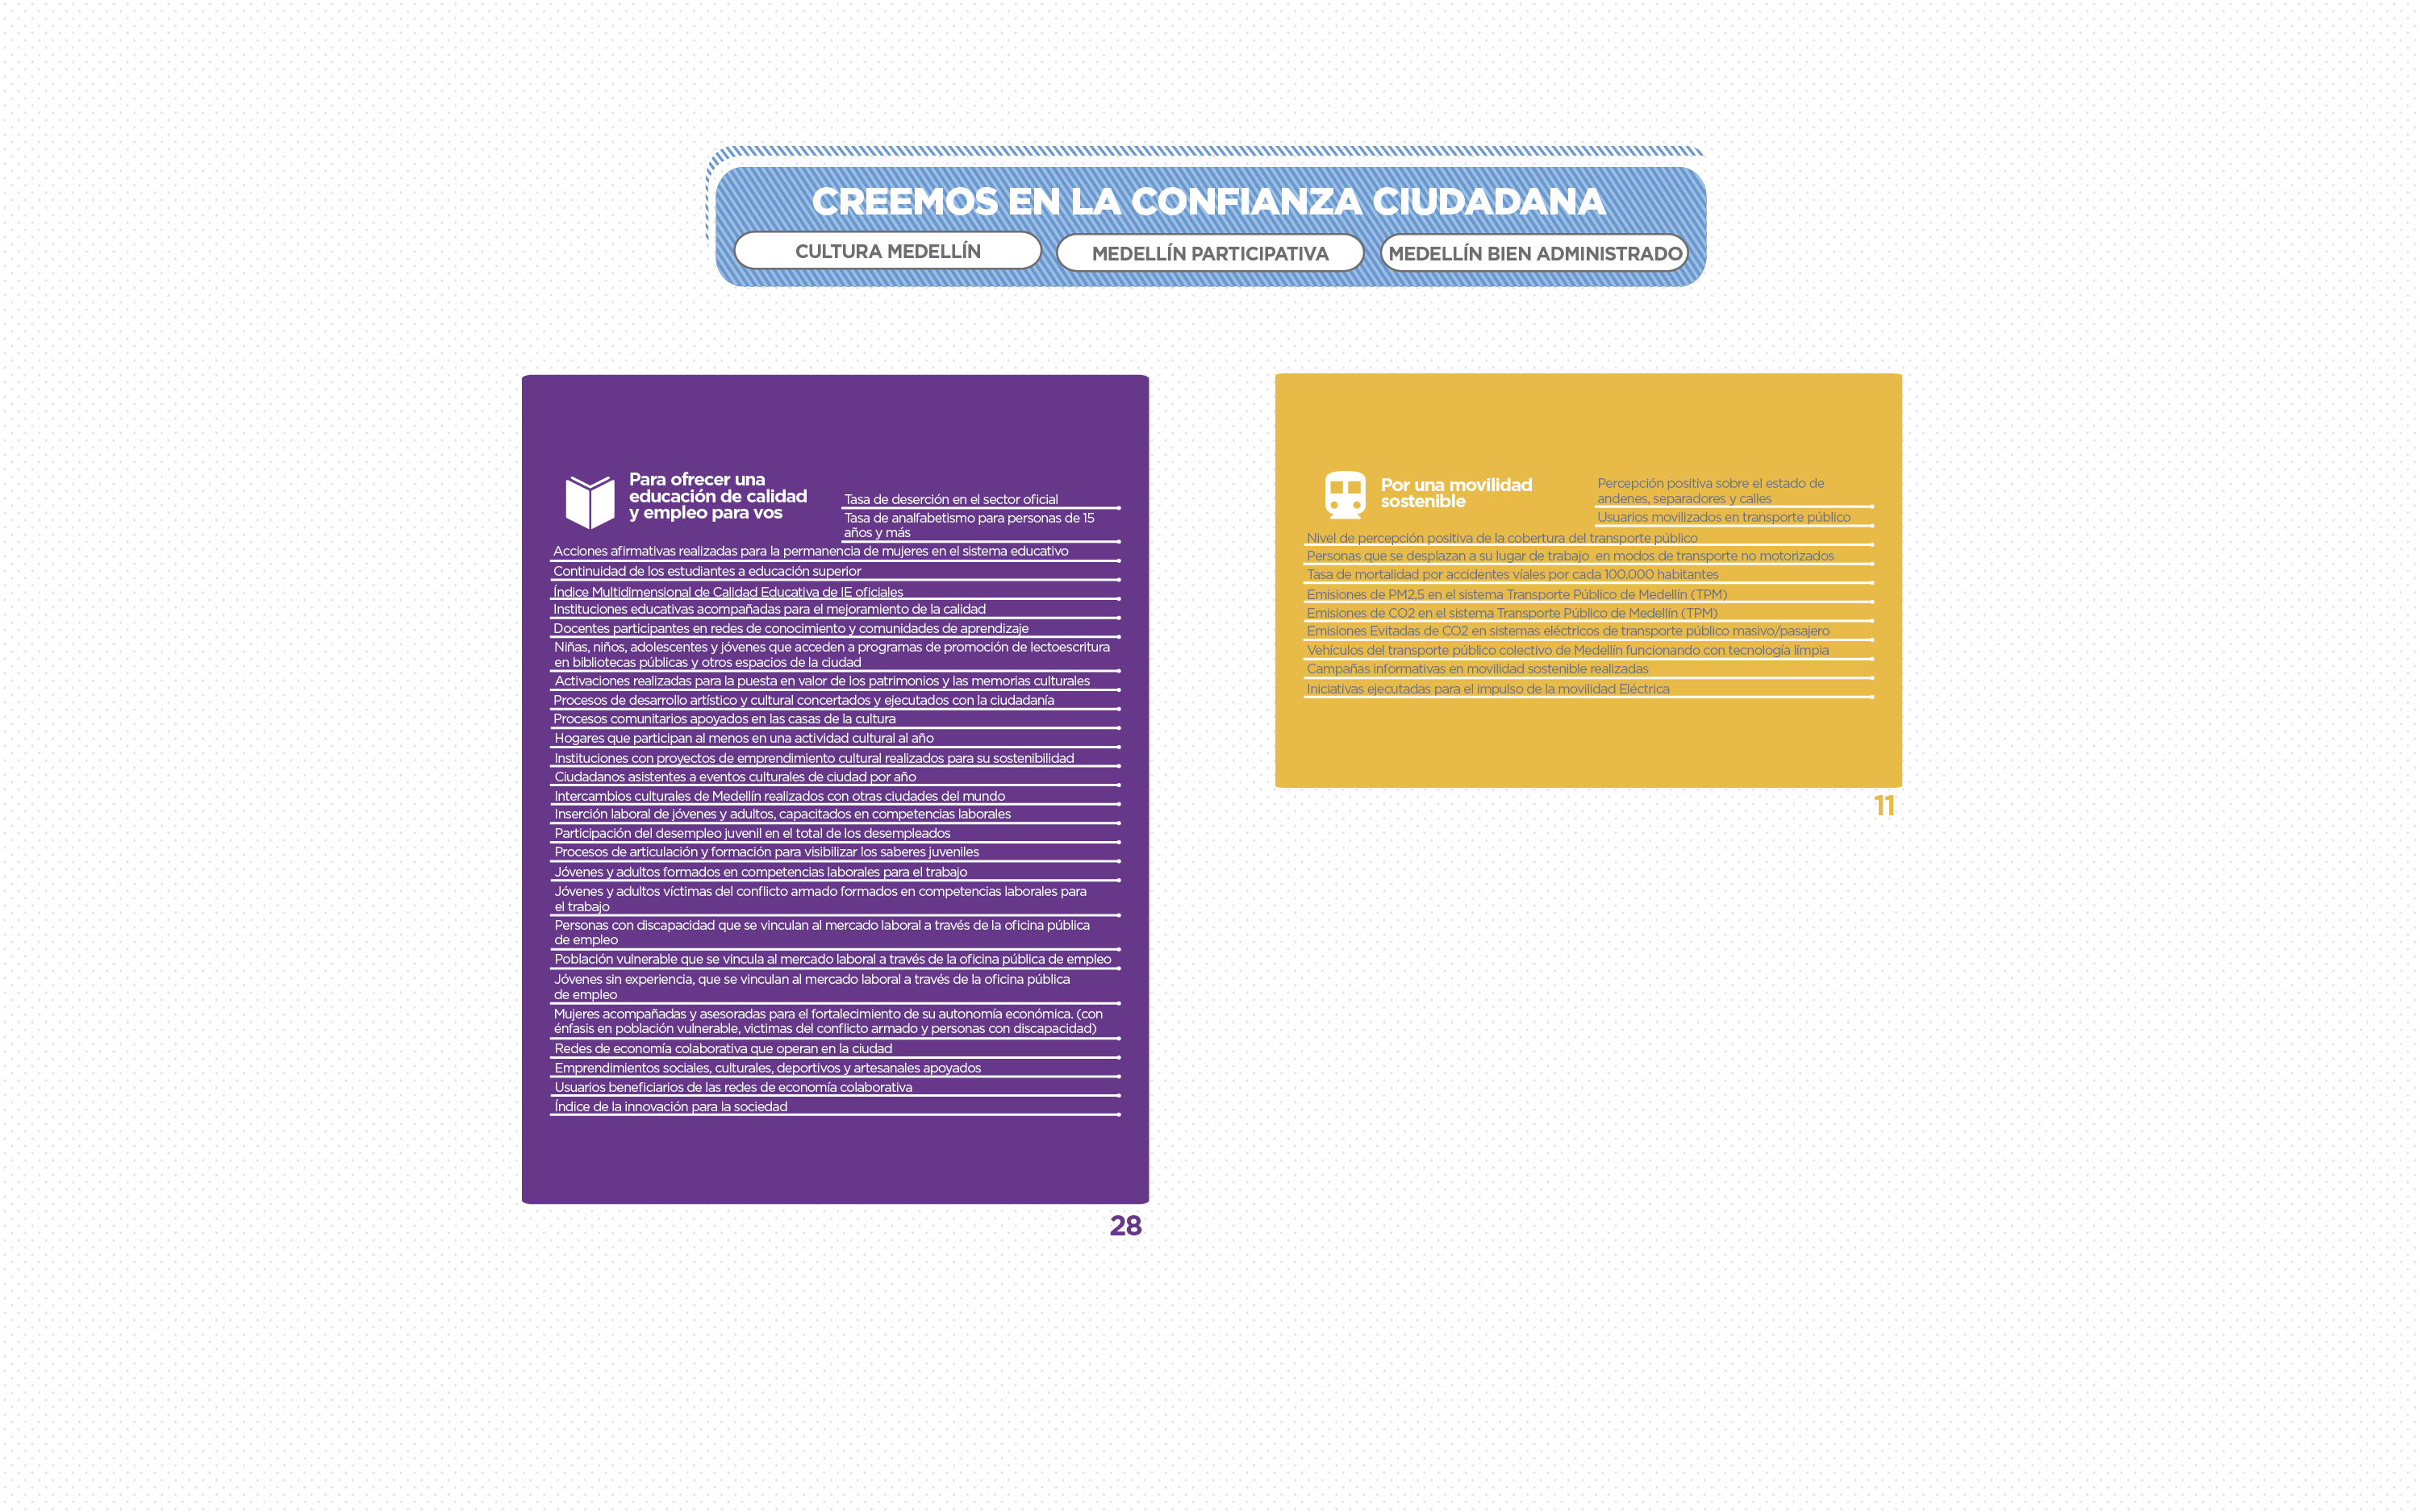 CREEMOS EN LA CONFIANZA CIUDADANA
CULTURA MEDELLÍN
MEDELLÍN PARTICIPATIVA
MEDELLÍN BIEN ADMINISTRADO
Para ofrecer una
educación de calidad
y empleo para vos
Tasa de deserción en el sector oficial
Tasa de analfabetismo para personas de 15
años y más
Acciones afirmativas realizadas para la permanencia de mujeres en el sistema educativo
Continuidad de los estudiantes a educación superior
Índice Multidimensional de Calidad Educativa de IE oficiales
Instituciones educativas acompañadas para el mejoramiento de la calidad
Docentes participantes en redes de conocimiento y comunidades de aprendizaje
Niñas, niños, adolescentes y jóvenes que acceden a programas de promoción de lectoescritura
en bibliotecas públicas y otros espacios de la ciudad
Activaciones realizadas para la puesta en valor de los patrimonios y las memorias culturales
Procesos de desarrollo artístico y cultural concertados y ejecutados con la ciudadanía
Procesos comunitarios apoyados en las casas de la cultura
Hogares que participan al menos en una actividad cultural al año
Instituciones con proyectos de emprendimiento cultural realizados para su sostenibilidad
Ciudadanos asistentes a eventos culturales de ciudad por año
Intercambios culturales de Medellín realizados con otras ciudades del mundo
Inserción laboral de jóvenes y adultos, capacitados en competencias laborales
Participación del desempleo juvenil en el total de los desempleados
Procesos de articulación y formación para visibilizar los saberes juveniles
Jóvenes y adultos formados en competencias laborales para el trabajo
Jóvenes y adultos víctimas del conflicto armado formados en competencias laborales para
el trabajo
Personas con discapacidad que se vinculan al mercado laboral a través de la oficina pública
de empleo
Población vulnerable que se vincula al mercado laboral a través de la oficina pública de empleo
Jóvenes sin experiencia, que se vinculan al mercado laboral a través de la oficina pública
de empleo
Mujeres acompañadas y asesoradas para el fortalecimiento de su autonomía económica. (con
énfasis en población vulnerable, victimas del conflicto armado y personas con discapacidad)
Redes de economía colaborativa que operan en la ciudad
Emprendimientos sociales, culturales, deportivos y artesanales apoyados
Usuarios beneficiarios de las redes de economía colaborativa
Índice de la innovación para la sociedad
28
Por una movilidad
sostenible
Percepción positiva sobre el estado de
andenes, separadores y calles
Usuarios movilizados en transporte público
Nivel de percepción positiva de la cobertura del transporte público
Personas que se desplazan a su lugar de trabajo  en modos de transporte no motorizados
Tasa de mortalidad por accidentes víales por cada 100.000 habitantes
Emisiones de PM2,5 en el sistema Transporte Público de Medellín (TPM)
Emisiones de CO2 en el sistema Transporte Público de Medellín (TPM)
Emisiones Evitadas de CO2 en sistemas eléctricos de transporte público masivo/pasajero
Vehículos del transporte público colectivo de Medellín funcionando con tecnología límpia
Campañas informativas en movilidad sostenible realizadas
Iniciativas ejecutadas para el impulso de la movilidad Eléctrica
11